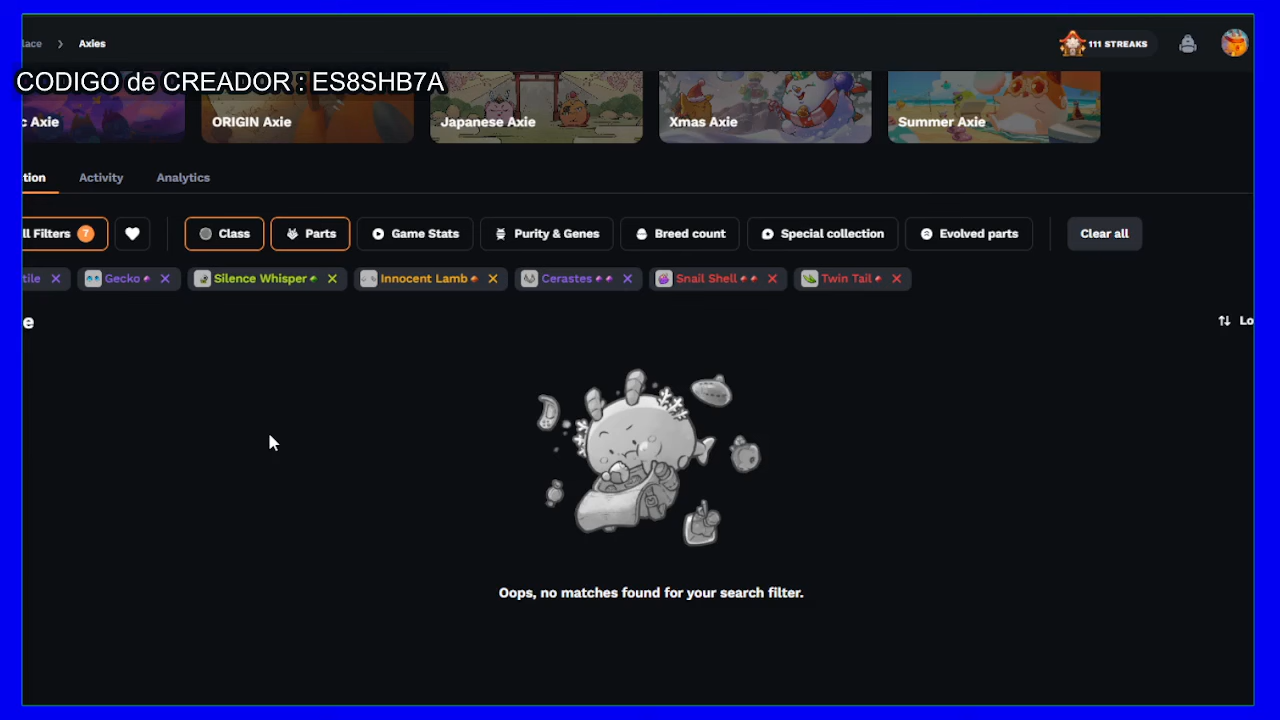 lace > Axies
111 STREAKS
CODIGO de CREADOR : ES8SHB7A
c Axie
ORIGIN Axie
Japanese Axie
Xmas Axie
Summer Axie
tion
Activity
Analytics
ll Filters 7
Class
Parts
Game Stats
Purity & Genes
Breed count
Special collection
Evolved parts
Clear all
tile
Gecko
Silence Whisper
Innocent Lamb
Cerastes
Snail Shell
Twin Tail
e
Lo
Oops, no matches found for your search filter.